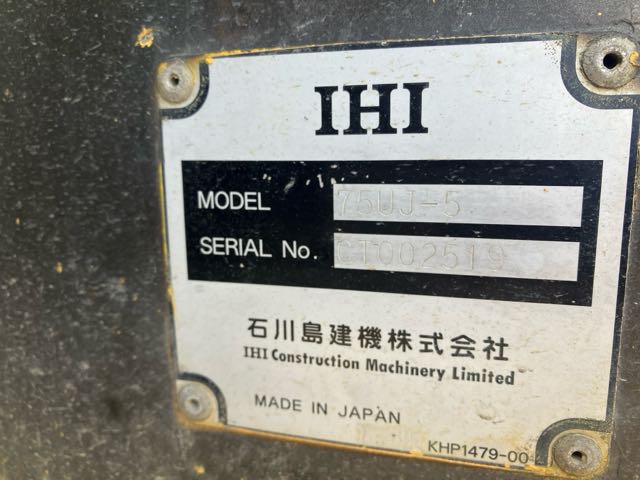 IHI
MODEL 75UJ-5
SERIAL No. CT002519
石川島建機株式会社
IHI Construction Machinery Limited
MADE IN JAPAN
KHP1479-00